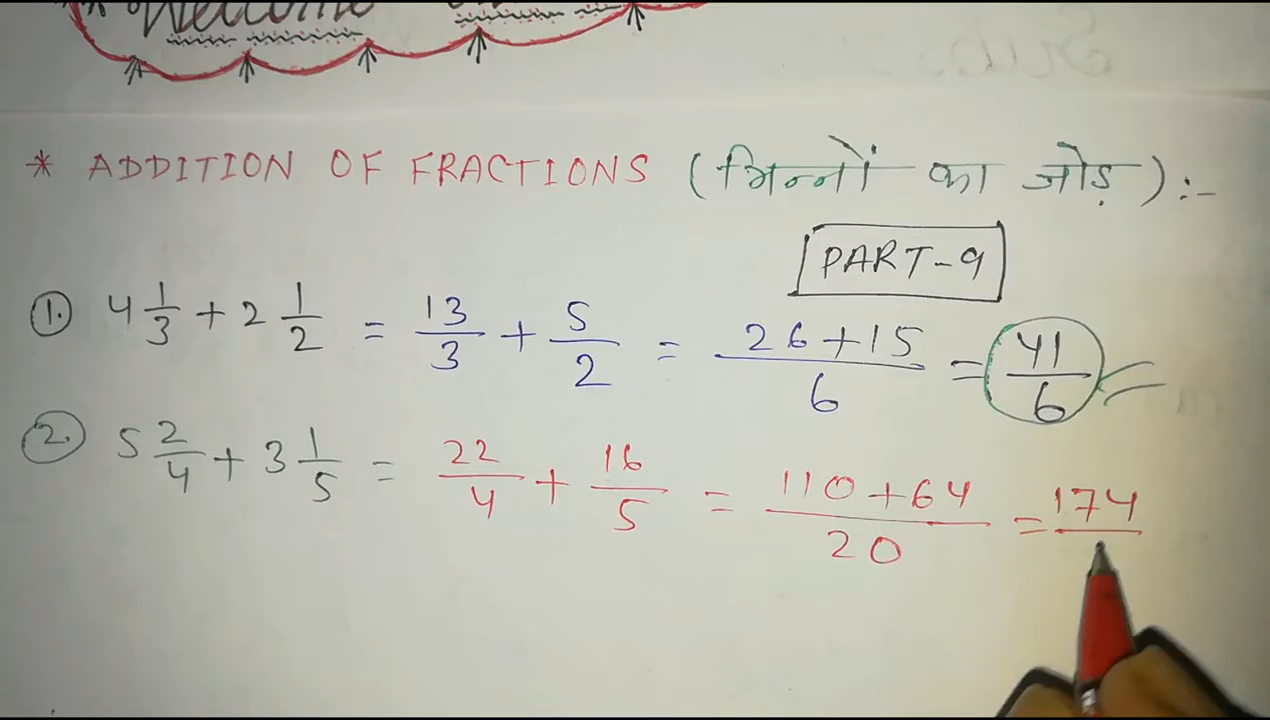 Welcome
* ADDITION OF FRACTIONS (भिन्नों का जोड़) :-
PART-9
1. 4 1/3 + 2 1/2 = 13/3 + 5/2 = 26+15/6 = 41/6
2. 5 2/4 + 3 1/5 = 22/4 + 16/5 = 110+64/20 = 174